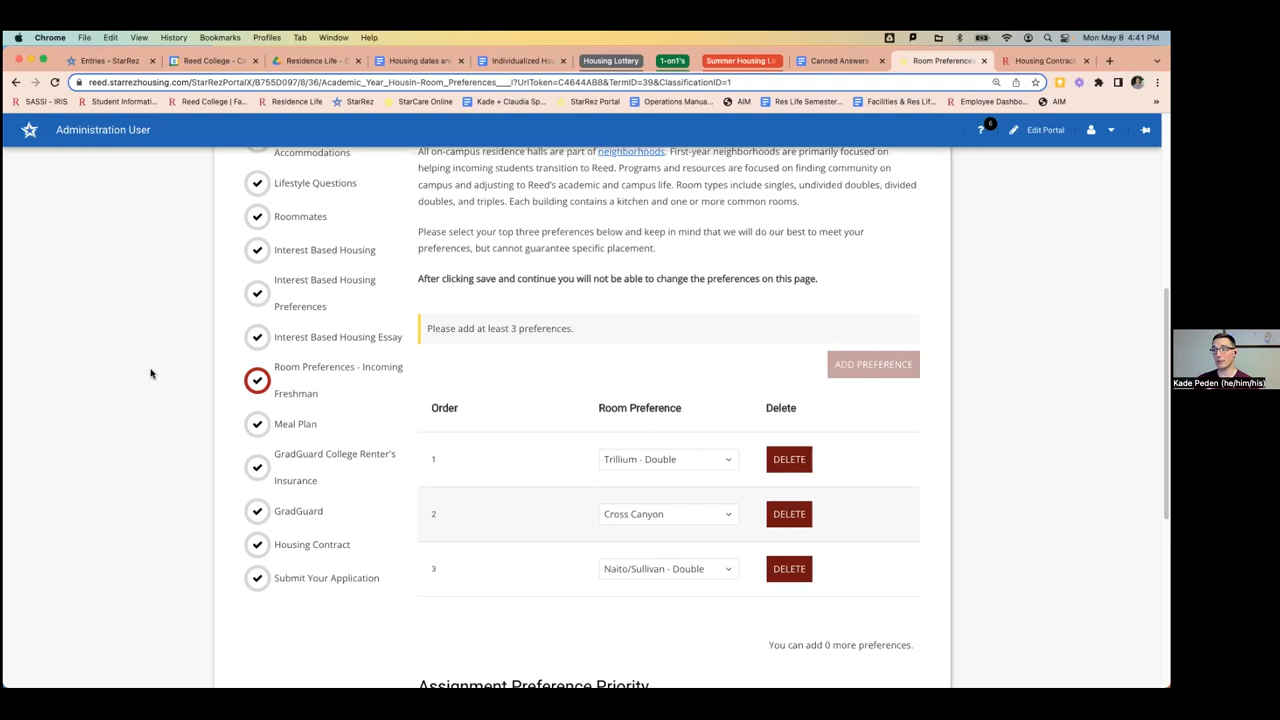 Chrome File Edit View History Bookmarks Profiles Tab Window Help Mon May 8 4:41 PM
Entries – StarRez Reed College - Ca Residence Life - C Housing dates an Individualized Ho Housing Lottery 1-on1's Summer Housing Le Canned Answers Room Preferences Housing Contract
reed.starrezhousing.com/StarRezPortalX/B755D097/8/36/Academic_Year_Housin-Room_Preferences___I?UrlToken=C4644AB8&TermID=39&ClassificationID=1
SASSI - IRIS Student Informati... Reed College | Fa... Residence Life StarRez StarCare Online Kade + Claudia Sp... StarRez Portal Operations Manua... AIM Res Life Semester... Facilities & Res Lif... Employee Dashbo... AIM »
Administration User ? 6 Edit Portal
Accommodations
Lifestyle Questions
Roommates
Interest Based Housing
Interest Based Housing
Preferences
Interest Based Housing Essay
Room Preferences - Incoming
Freshman
Meal Plan
GradGuard College Renter's
Insurance
GradGuard
Housing Contract
Submit Your Application
All on-campus residence halls are part of neighborhoods. First-year neighborhoods are primarily focused on
helping incoming students transition to Reed. Programs and resources are focused on finding community on
campus and adjusting to Reed's academic and campus life. Room types include singles, undivided doubles, divided
doubles, and triples. Each building contains a kitchen and one or more common rooms.
Please select your top three preferences below and keep in mind that we will do our best to meet your
preferences, but cannot guarantee specific placement.
After clicking save and continue you will not be able to change the preferences on this page.
Please add at least 3 preferences.
ADD PREFERENCE
Order Room Preference Delete
1 Trillium - Double DELETE
2 Cross Canyon DELETE
3 Naito/Sullivan - Double DELETE
You can add 0 more preferences.
Assignment Preference Priority
Kade Peden (he/him/his)